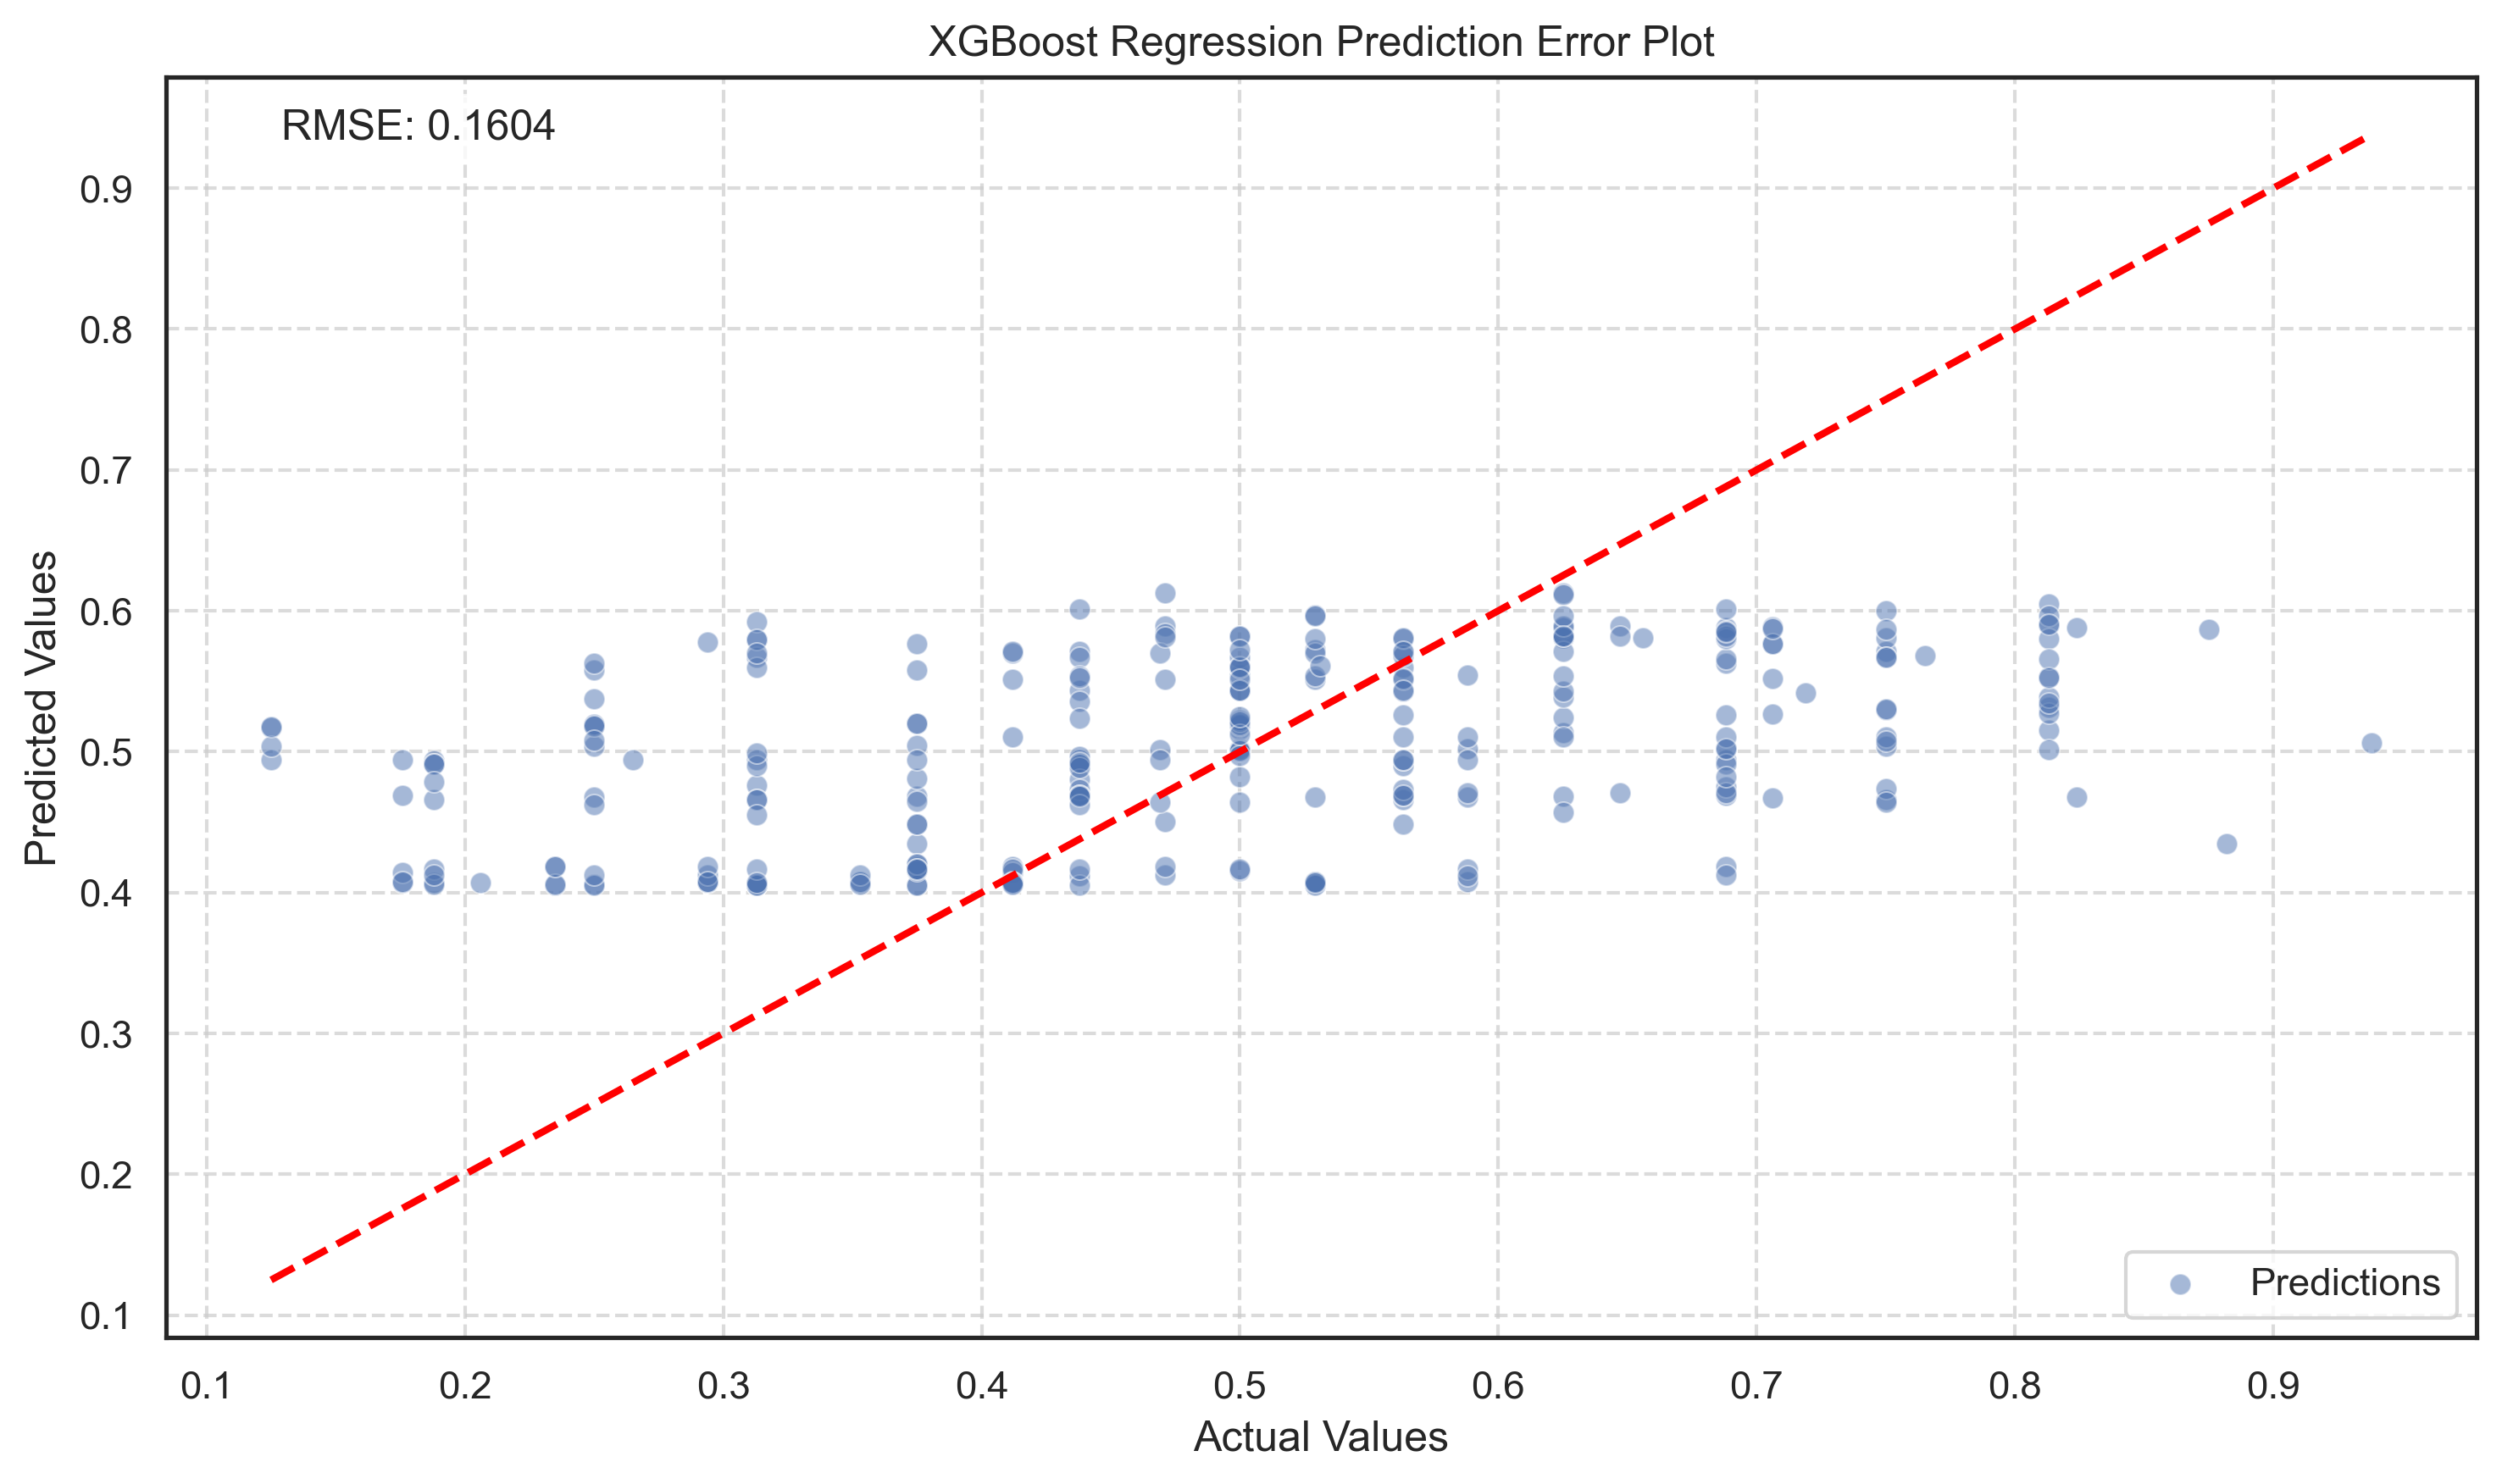 XGBoost Regression Prediction Error Plot
RMSE: 0.1604
0.9
0.8
0.7
0.6
0.5
0.4
0.3
0.2
0.1
Predicted Values
Predictions
0.1 0.2 0.3 0.4 0.5 0.6 0.7 0.8 0.9
Actual Values